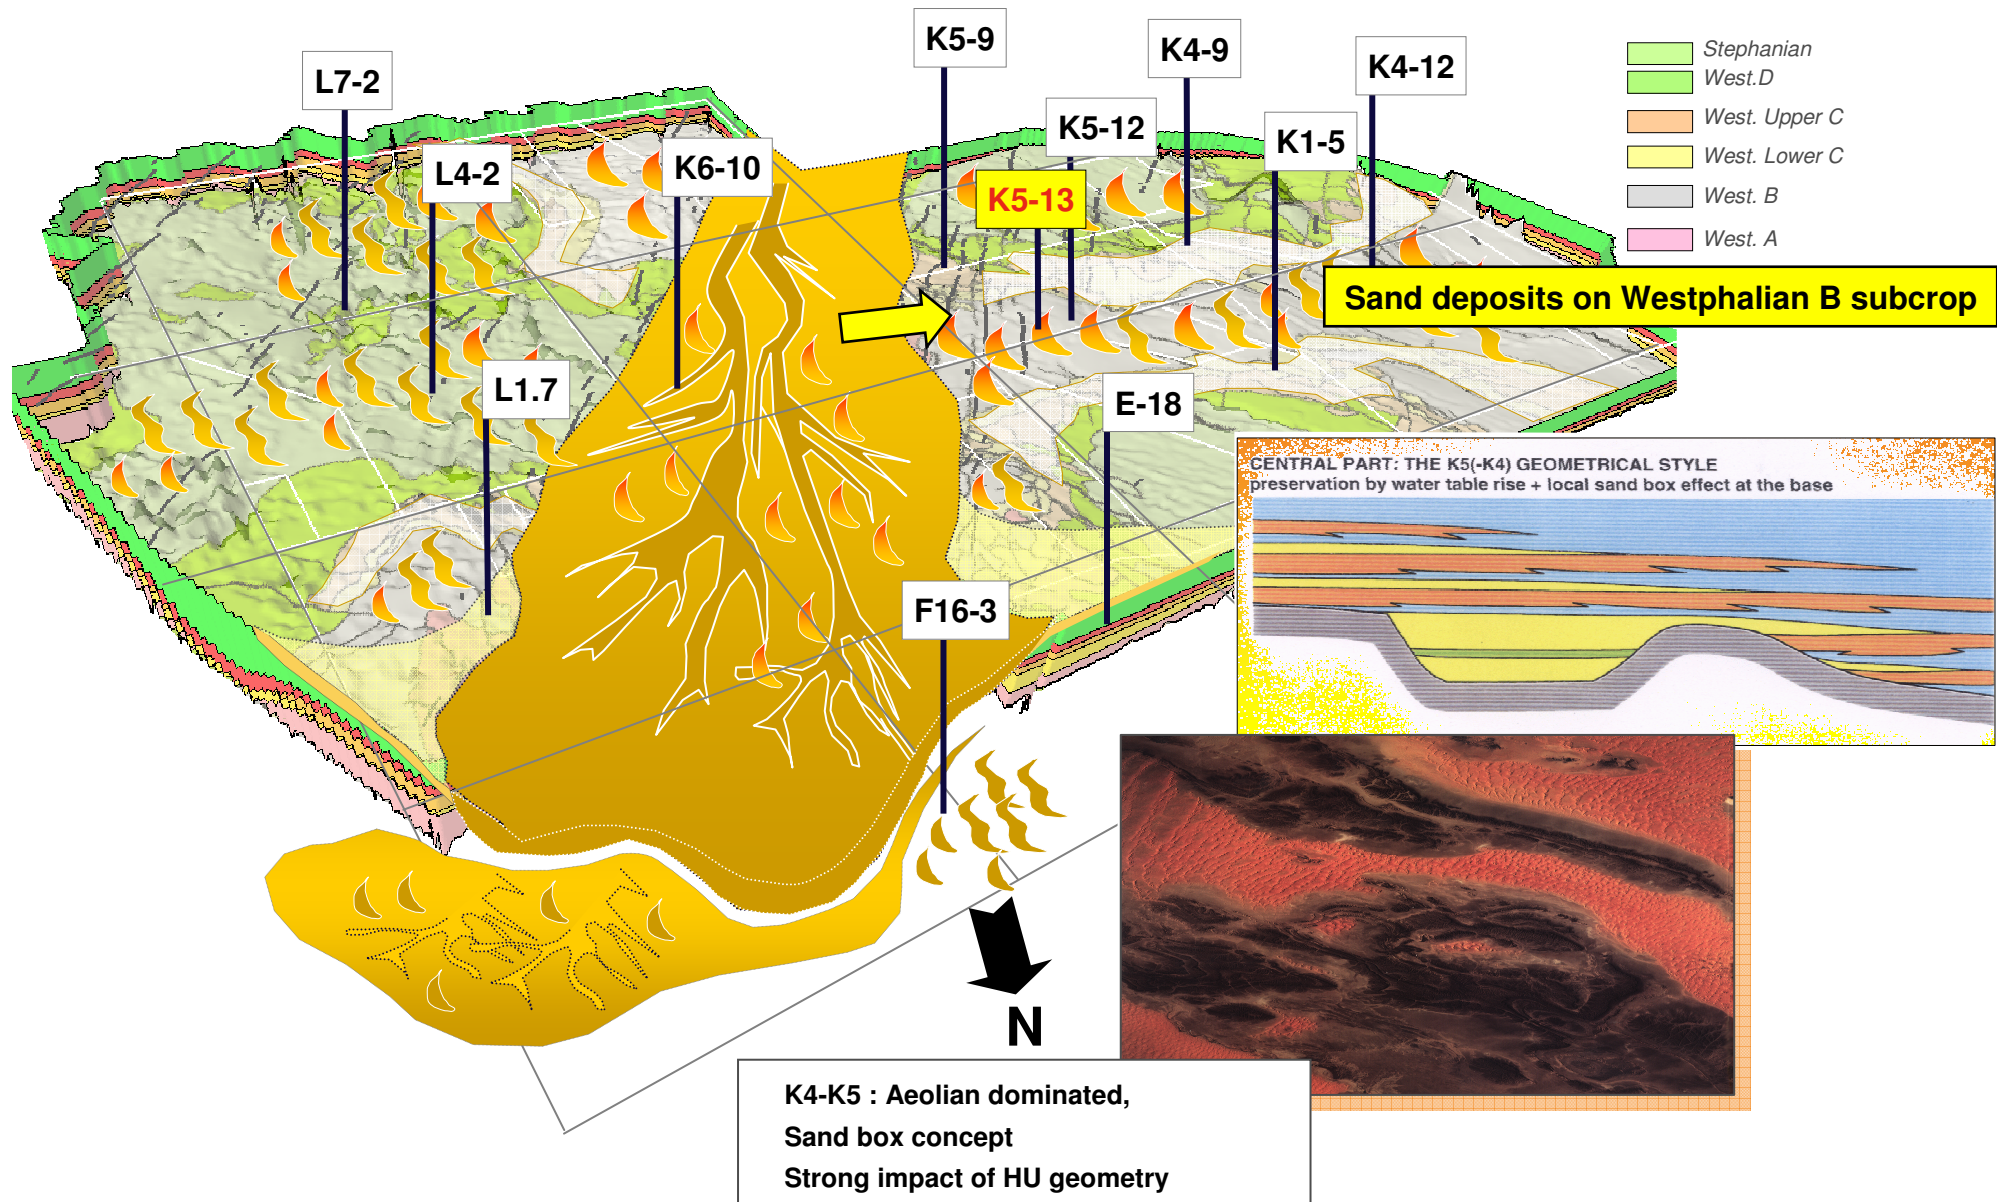 K5-9
K4-9
K4-12
L7-2
K5-12
K1-5
L4-2
K6-10
K5-13
Stephanian
West.D
West. Upper C
West. Lower C
West. B
West. A
Sand deposits on Westphalian B subcrop
L1.7
E-18
CENTRAL PART: THE K5(-K4) GEOMETRICAL STYLE
preservation by water table rise + local sand box effect at the base
F16-3
N
K4-K5 : Aeolian dominated,
Sand box concept
Strong impact of HU geometry